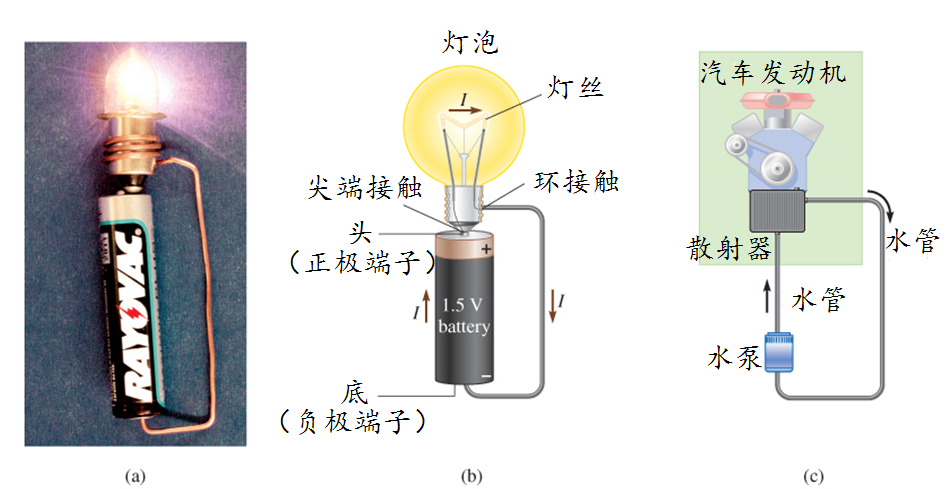 RAYOVAC
(a)
灯泡
灯丝
I
尖端接触
环接触
头
(正极端子)
+
I
1.5 V
battery
I
−
底
(负极端子)
(b)
汽车发动机
散射器
水管
水管
水泵
(c)